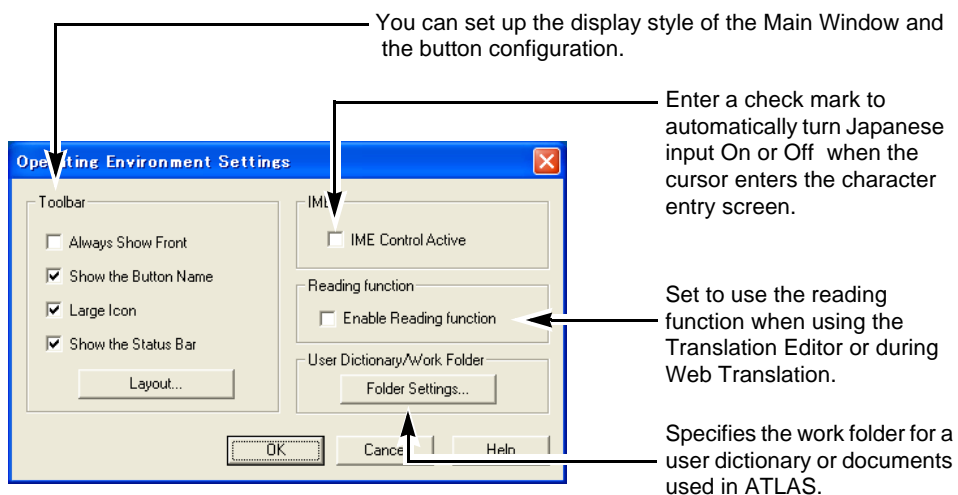 You can set up the display style of the Main Window and
the button configuration.
Enter a check mark to
automatically turn Japanese
input On or Off when the
cursor enters the character
entry screen.
Operating Environment Settings
Toolbar
Always Show Front
Show the Button Name
Large Icon
Show the Status Bar
Layout...
IME
IME Control Active
Reading function
Enable Reading function
User Dictionary/Work Folder
Folder Settings...
Set to use the reading
function when using the
Translation Editor or during
Web Translation.
OK
Cancel
Help
Specifies the work folder for a
user dictionary or documents
used in ATLAS.